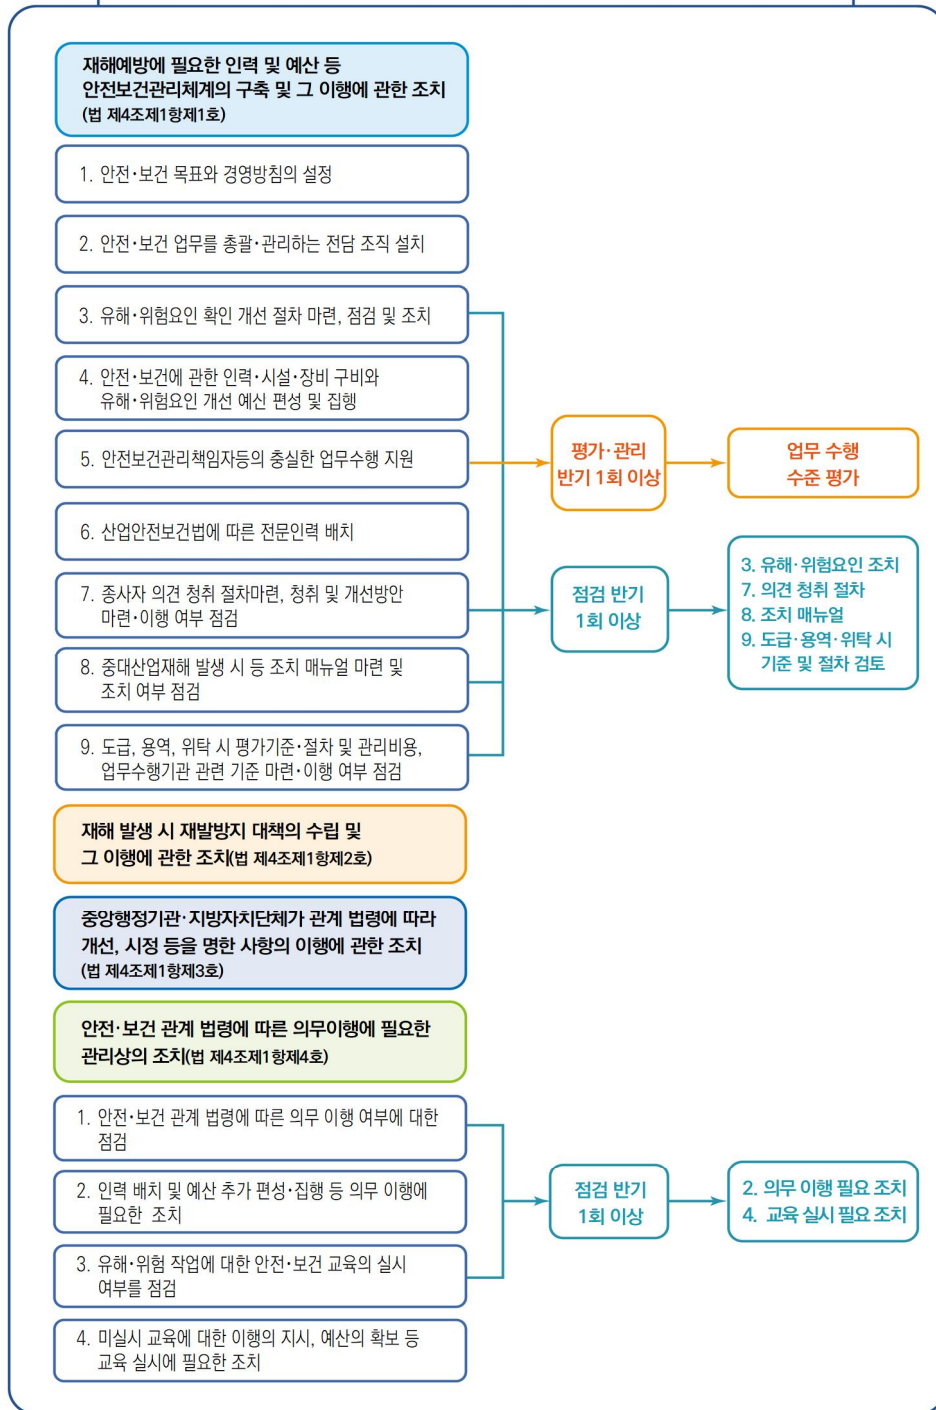 재해예방에 필요한 인력 및 예산 등
안전보건관리체계의 구축 및 그 이행에 관한 조치
(법 제4조제1항제1호)
1. 안전·보건 목표와 경영방침의 설정
2. 안전·보건 업무를 총괄·관리하는 전담 조직 설치
3. 유해·위험요인 확인 개선 절차 마련, 점검 및 조치
4. 안전·보건에 관한 인력·시설·장비 구비와
유해·위험요인 개선 예산 편성 및 집행
5. 안전보건관리책임자등의 충실한 업무수행 지원
평가·관리
반기 1회 이상
업무 수행
수준 평가
6. 산업안전보건법에 따른 전문인력 배치
7. 종사자 의견 청취 절차마련, 청취 및 개선방안
마련·이행 여부 점검
점검 반기
1회 이상
3. 유해·위험요인 조치
7. 의견 청취 절차
8. 조치 매뉴얼
9. 도급·용역·위탁 시
기준 및 절차 검토
8. 중대산업재해 발생 시 등 조치 매뉴얼 마련 및
조치 여부 점검
9. 도급, 용역, 위탁 시 평가기준·절차 및 관리비용,
업무수행기관 관련 기준 마련·이행 여부 점검
재해 발생 시 재발방지 대책의 수립 및
그 이행에 관한 조치(법 제4조제1항제2호)
중앙행정기관·지방자치단체가 관계 법령에 따라
개선, 시정 등을 명한 사항의 이행에 관한 조치
(법 제4조제1항제3호)
안전·보건 관계 법령에 따른 의무이행에 필요한
관리상의 조치(법 제4조제1항제4호)
1. 안전·보건 관계 법령에 따른 의무 이행 여부에 대한
점검
2. 인력 배치 및 예산 추가 편성·집행 등 의무 이행에
필요한 조치
점검 반기
1회 이상
2. 의무 이행 필요 조치
4. 교육 실시 필요 조치
3. 유해·위험 작업에 대한 안전·보건 교육의 실시
여부를 점검
4. 미실시 교육에 대한 이행의 지시, 예산의 확보 등
교육 실시에 필요한 조치